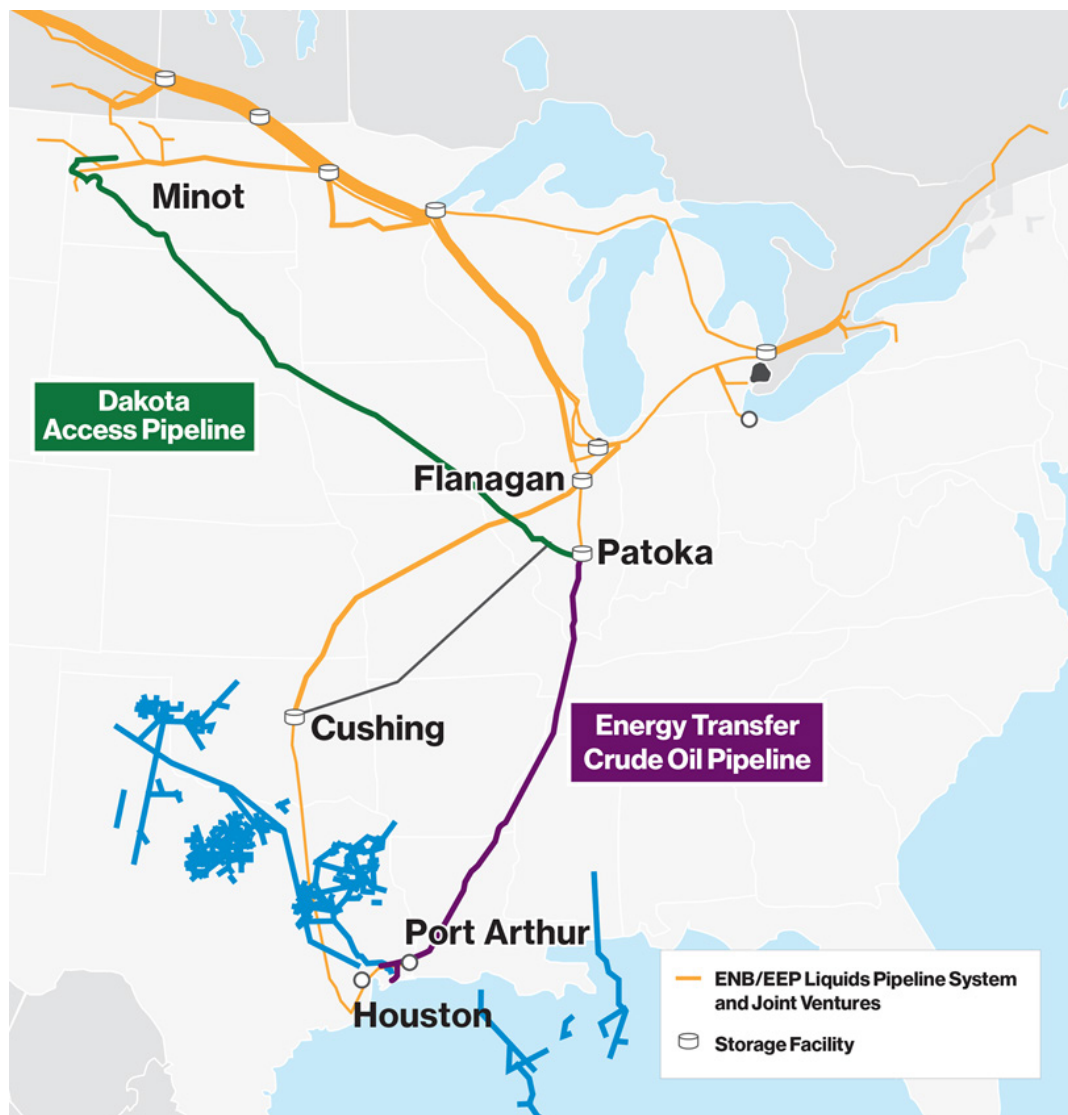 Minot
Dakota
Access Pipeline
Flanagan
Patoka
Cushing
Energy Transfer
Crude Oil Pipeline
Port Arthur
Houston
ENB/EEP Liquids Pipeline System
and Joint Ventures
Storage Facility